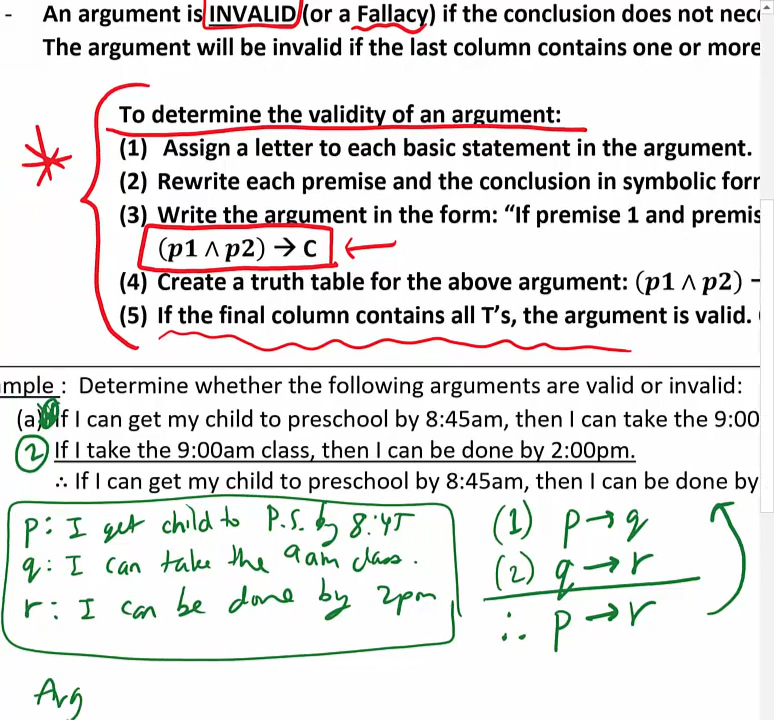 - An argument is INVALID (or a Fallacy) if the conclusion does not nec
The argument will be invalid if the last column contains one or more
To determine the validity of an argument:
(1) Assign a letter to each basic statement in the argument.
(2) Rewrite each premise and the conclusion in symbolic for
(3) Write the argument in the form: "If premise 1 and premis
(p1 ∧ p2) → C ←
(4) Create a truth table for the above argument: (p1 ∧ p2) –
(5) If the final column contains all T's, the argument is valid.
mple : Determine whether the following arguments are valid or invalid:
(a) If I can get my child to preschool by 8:45am, then I can take the 9:00
2 If I take the 9:00am class, then I can be done by 2:00pm.
∴ If I can get my child to preschool by 8:45am, then I can be done by
p: I get child to P.S. by 8:45
q: I can take the 9am class.
r: I can be done by 2pm
(1) p→q
(2) q→r
∴ p→r
Arg